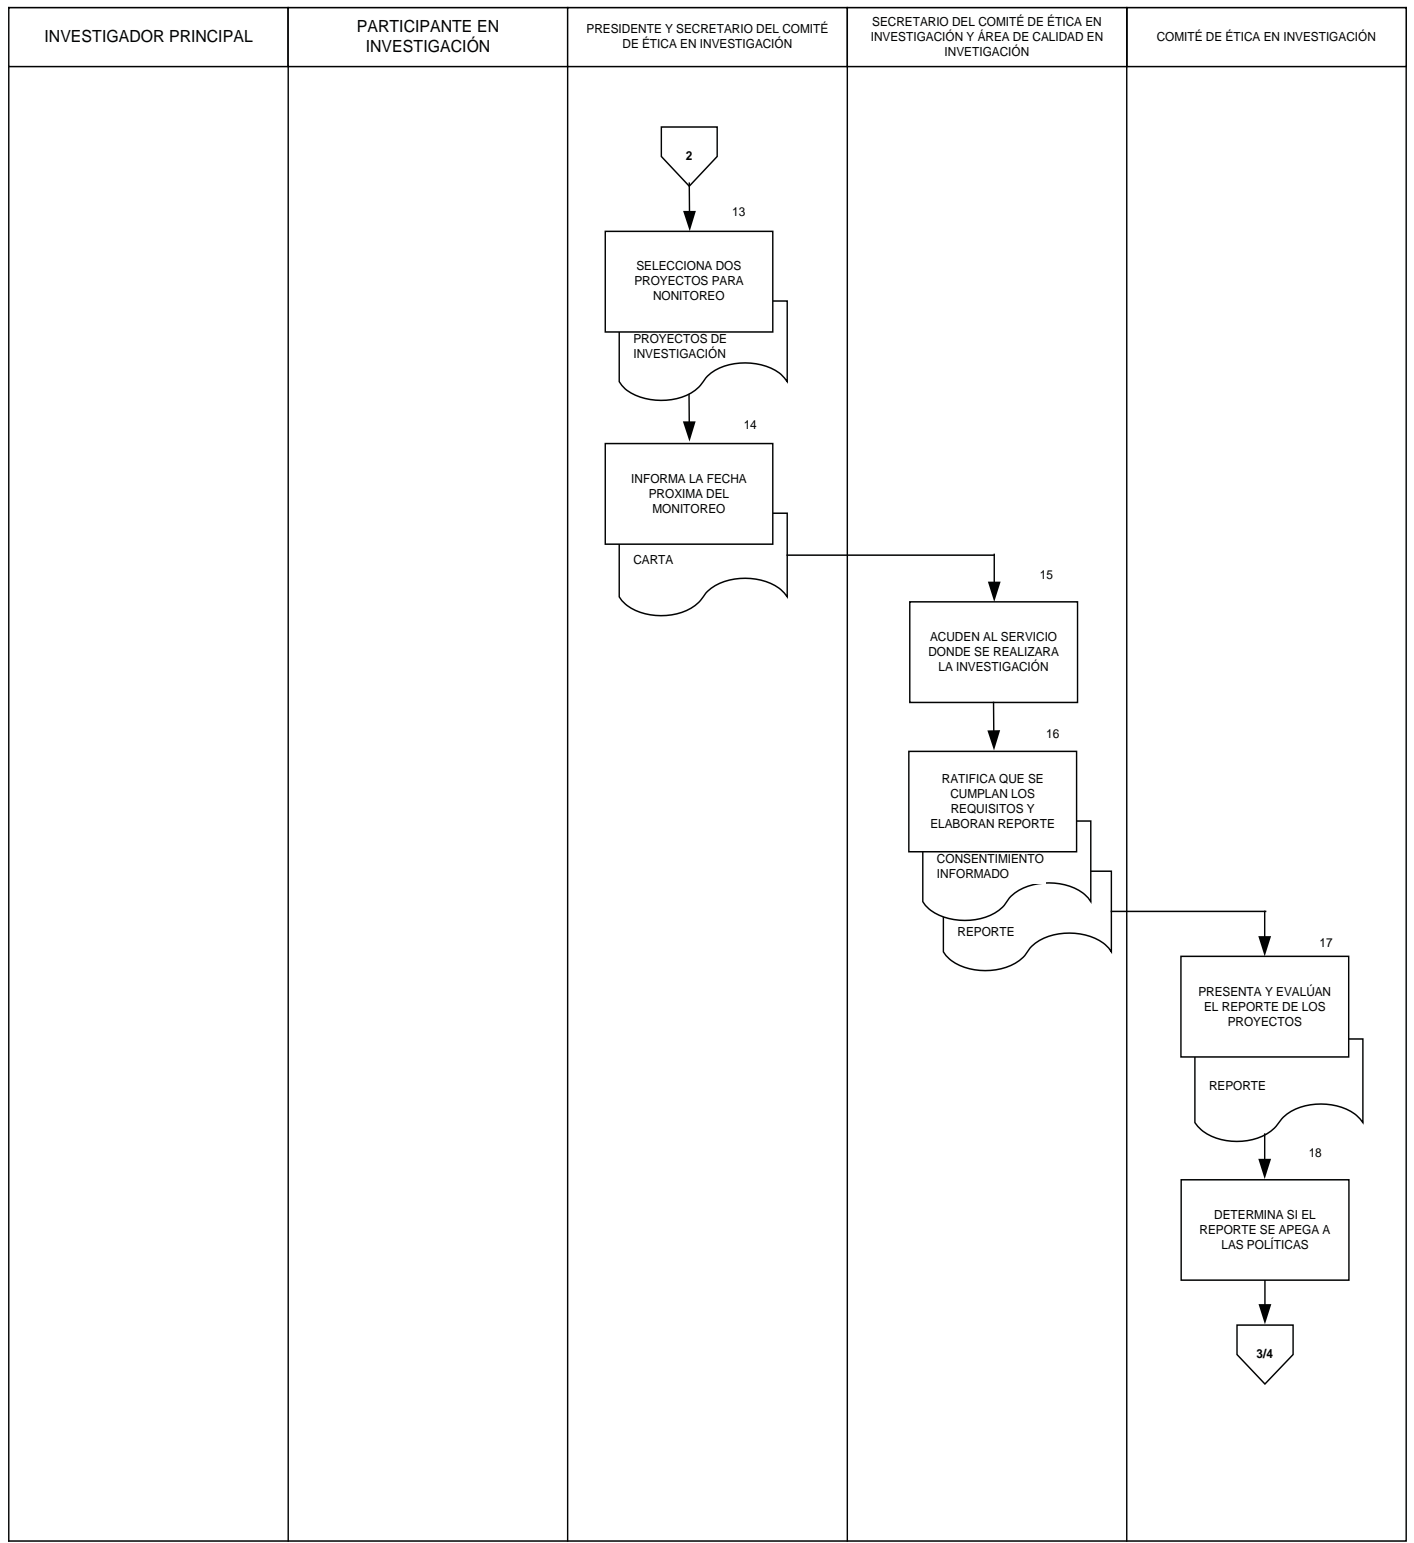 INVESTIGADOR PRINCIPAL
PARTICIPANTE EN
INVESTIGACIÓN
PRESIDENTE Y SECRETARIO DEL COMITÉ
DE ÉTICA EN INVESTIGACIÓN
SECRETARIO DEL COMITÉ DE ÉTICA EN
INVESTIGACIÓN Y ÁREA DE CALIDAD EN
INVETIGACIÓN
COMITÉ DE ÉTICA EN INVESTIGACIÓN
2
13
SELECCIONA DOS
PROYECTOS PARA
NONITOREO
PROYECTOS DE
INVESTIGACIÓN
14
INFORMA LA FECHA
PROXIMA DEL
MONITOREO
CARTA
15
ACUDEN AL SERVICIO
DONDE SE REALIZARA
LA INVESTIGACIÓN
16
RATIFICA QUE SE
CUMPLAN LOS
REQUISITOS Y
ELABORAN REPORTE
CONSENTIMIENTO
INFORMADO
REPORTE
17
PRESENTA Y EVALÚAN
EL REPORTE DE LOS
PROYECTOS
REPORTE
18
DETERMINA SI EL
REPORTE SE APEGA A
LAS POLÍTICAS
3/4